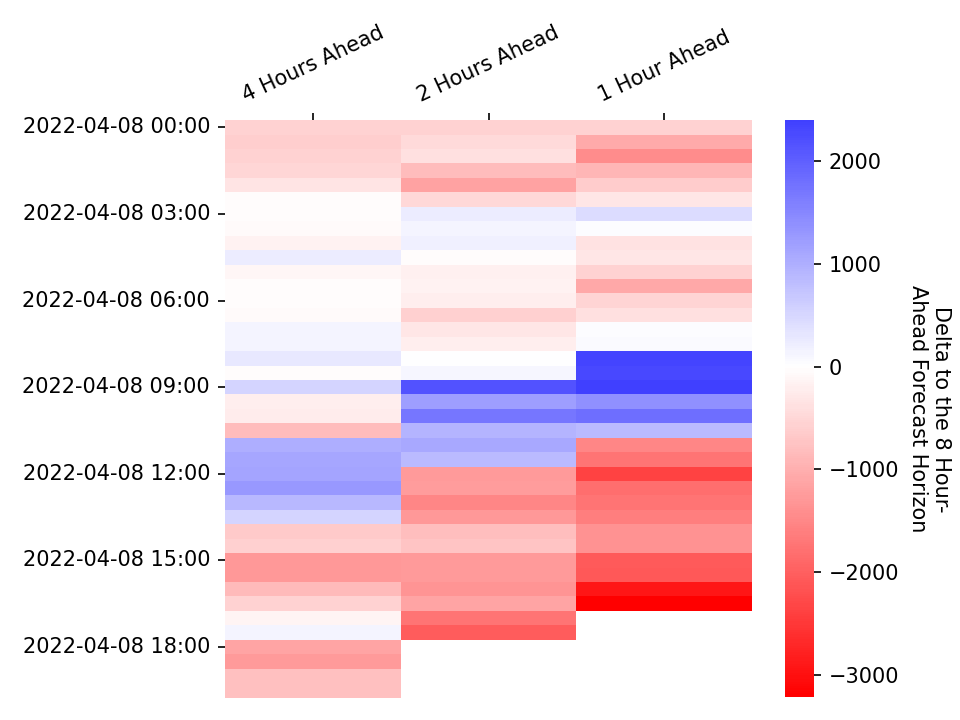 4 Hours Ahead
2 Hours Ahead
1 Hour Ahead
2022-04-08 00:00
2022-04-08 03:00
2022-04-08 06:00
2022-04-08 09:00
2022-04-08 12:00
2022-04-08 15:00
2022-04-08 18:00
2000
1000
0
−1000
−2000
−3000
Delta to the 8 Hour-
Ahead Forecast Horizon